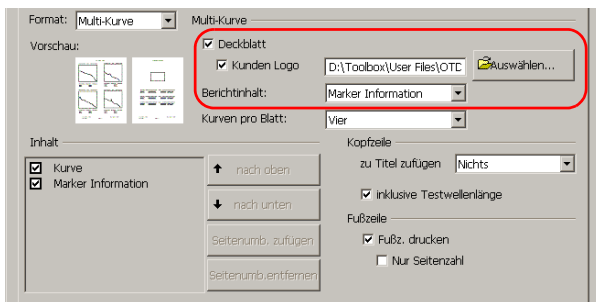 Format: Multi-Kurve
Multi-Kurve
Vorschau:
Deckblatt
Kunden Logo D:\Toolbox\User Files\OTD Auswählen...
Berichtinhalt: Marker Information
Kurven pro Blatt: Vier
Inhalt
Kurve
Marker Information
nach oben
nach unten
Seitenumb. zufügen
Seitenumb.entfernen
Kopfzeile
zu Titel zufügen Nichts
inklusive Testwellenlänge
Fußzeile
Fußz. drucken
Nur Seitenzahl